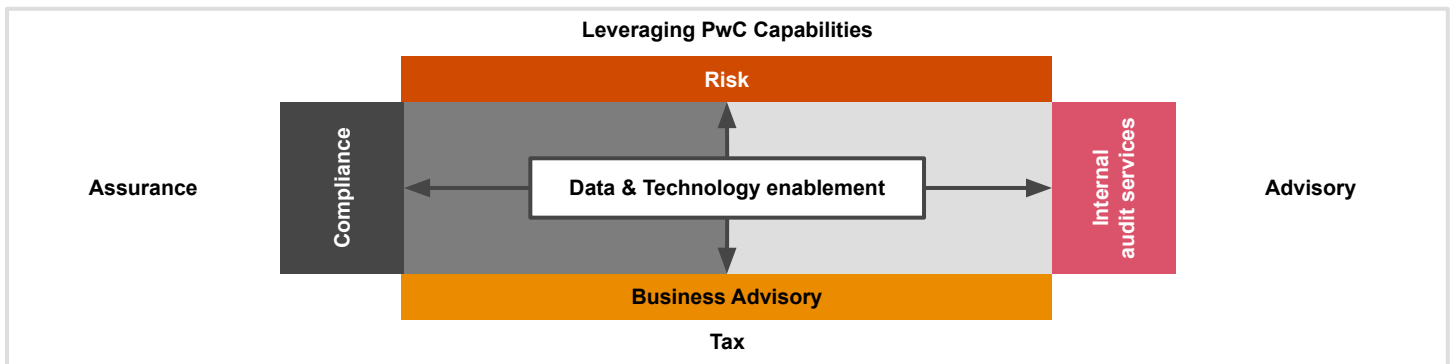 Leveraging PwC Capabilities
Risk
Assurance
Compliance
Data & Technology enablement
Internal
audit services
Advisory
Business Advisory
Tax